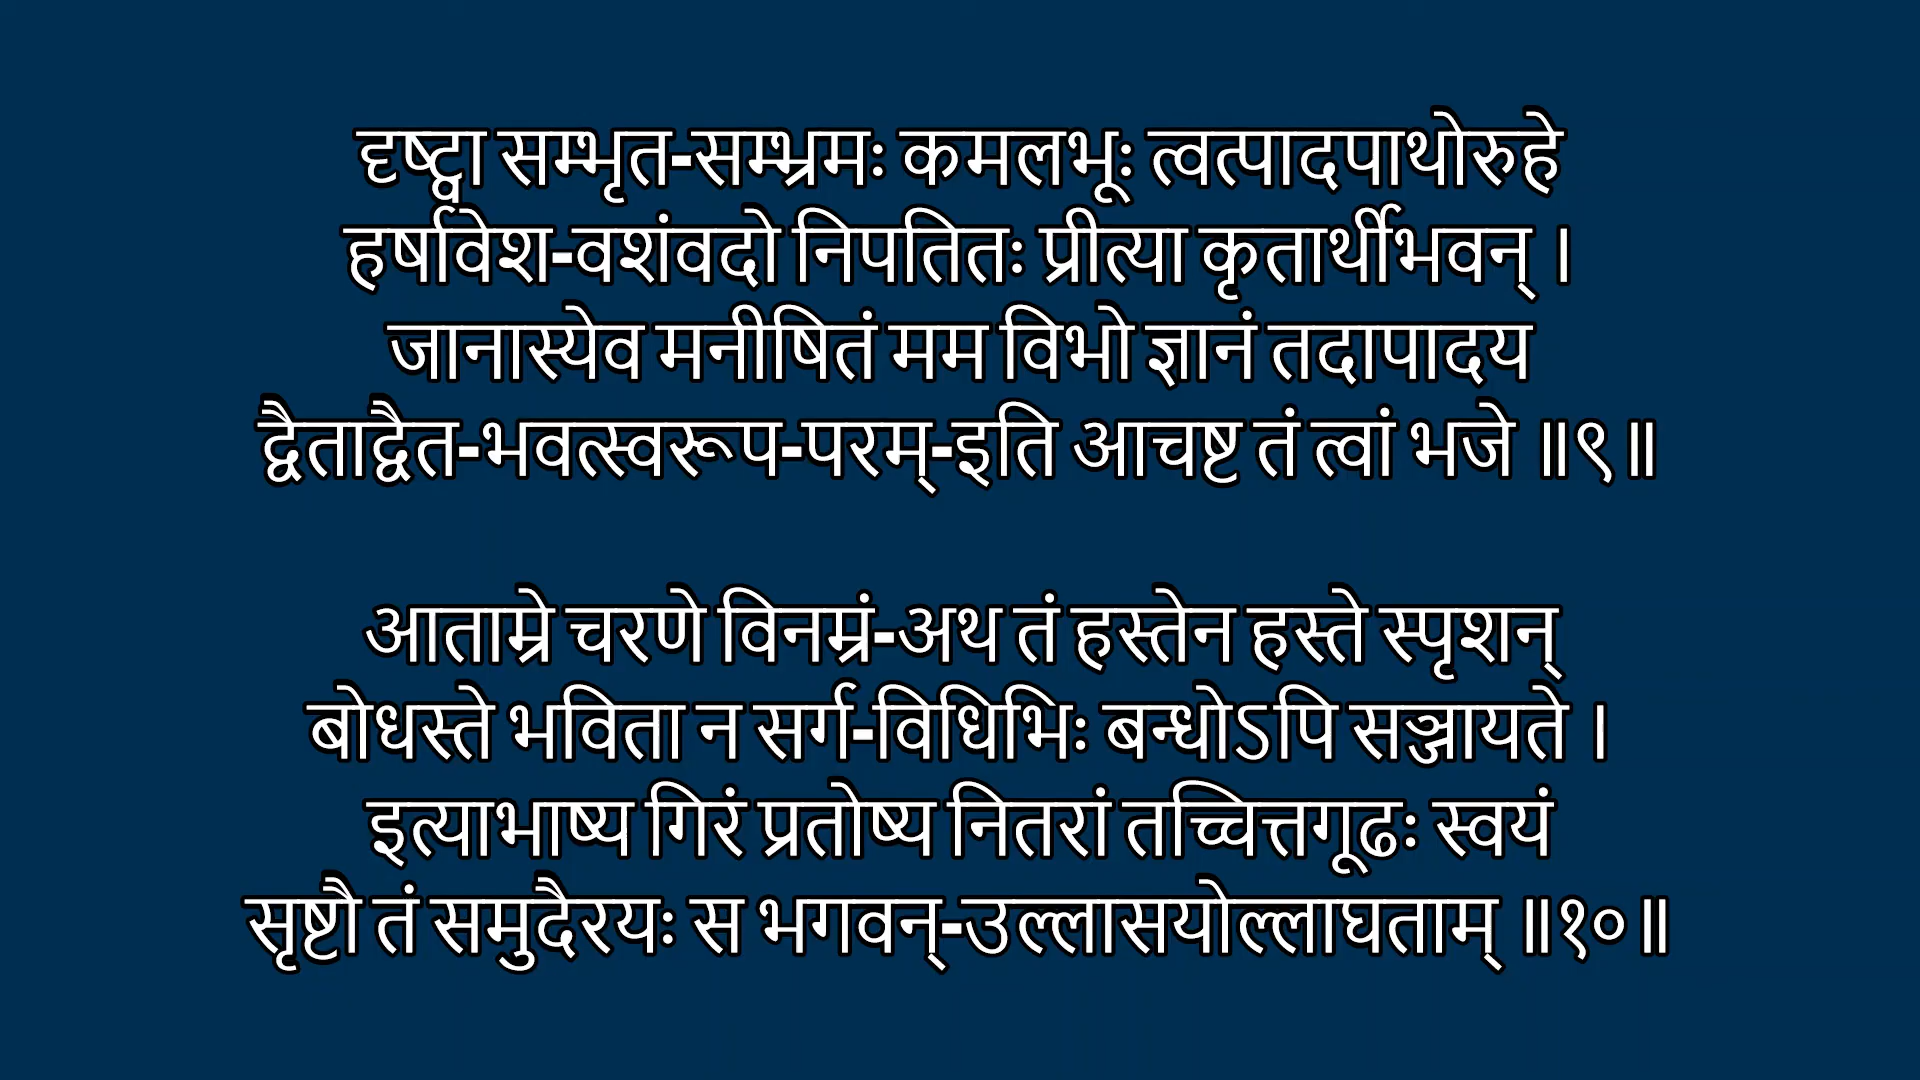 दृष्ट्वा सम्भृत-सम्भ्रमः कमलभूः त्वत्पादपाथोरुहे
हर्षावेश-वशंवदो निपतितः प्रीत्या कृतार्थीभवन् ।
जानास्येव मनीषितं मम विभो ज्ञानं तदापादय
द्वैताद्वैत-भवत्स्वरूप-परम्-इति आचष्ट तं त्वां भजे ॥९॥
आताम्रे चरणे विनम्रं-अथ तं हस्तेन हस्ते स्पृशन्
बोधस्ते भविता न सर्ग-विधिभिः बन्धोऽपि सञ्जायते ।
इत्याभाष्य गिरं प्रतोष्य नितरां तच्चित्तगूढः स्वयं
सृष्टौ तं समुदैरयः स भगवन्-उल्लासयोल्लाघताम् ॥१०॥